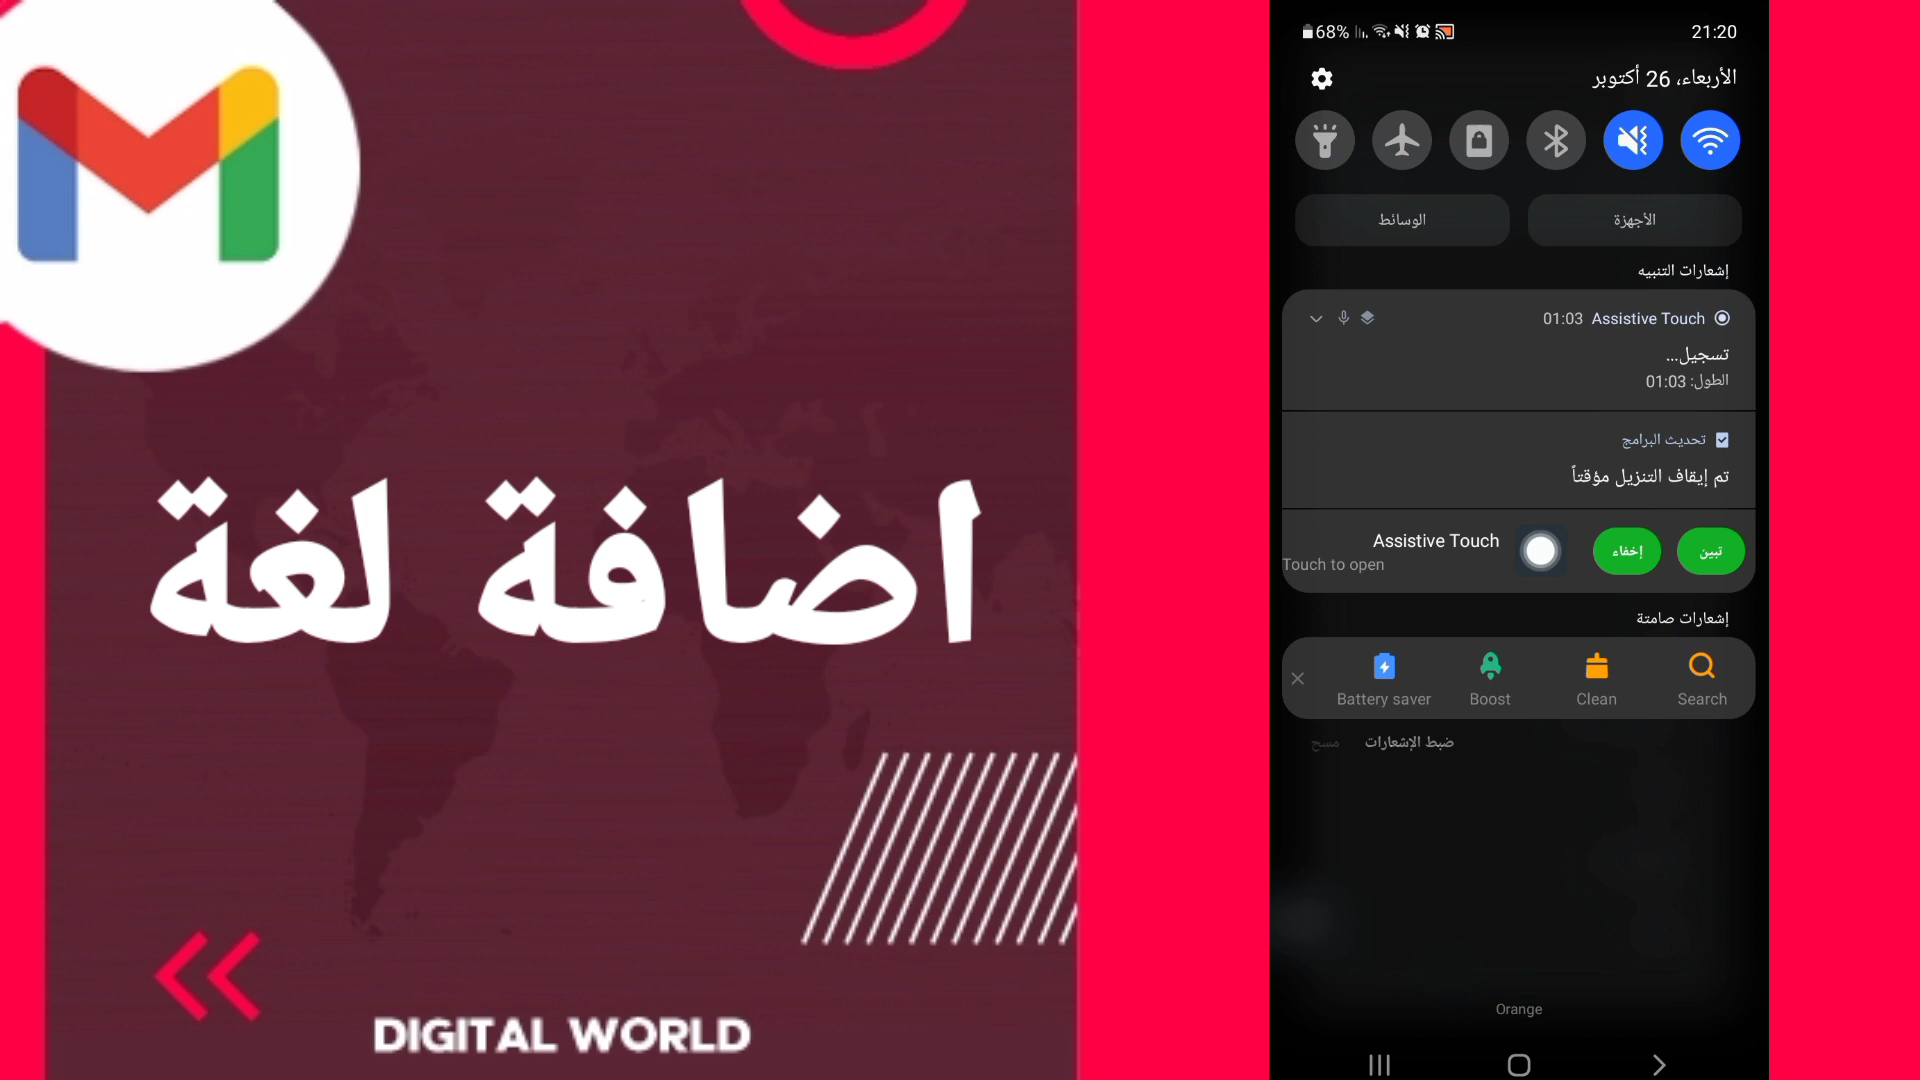 اضافة لغة
DIGITAL WORLD
68%
21:20
الأربعاء، 26 أكتوبر
الأجهزة
الوسائط
إشعارات التنبيه
Assistive Touch 01:03
تسجيل...
الطول: 01:03
تحديث البرامج
تم إيقاف التنزيل مؤقتاً
Assistive Touch
Touch to open
إخفاء
تبين
إشعارات صامتة
Battery saver
Boost
Clean
Search
ضبط الإشعارات
مسح
Orange